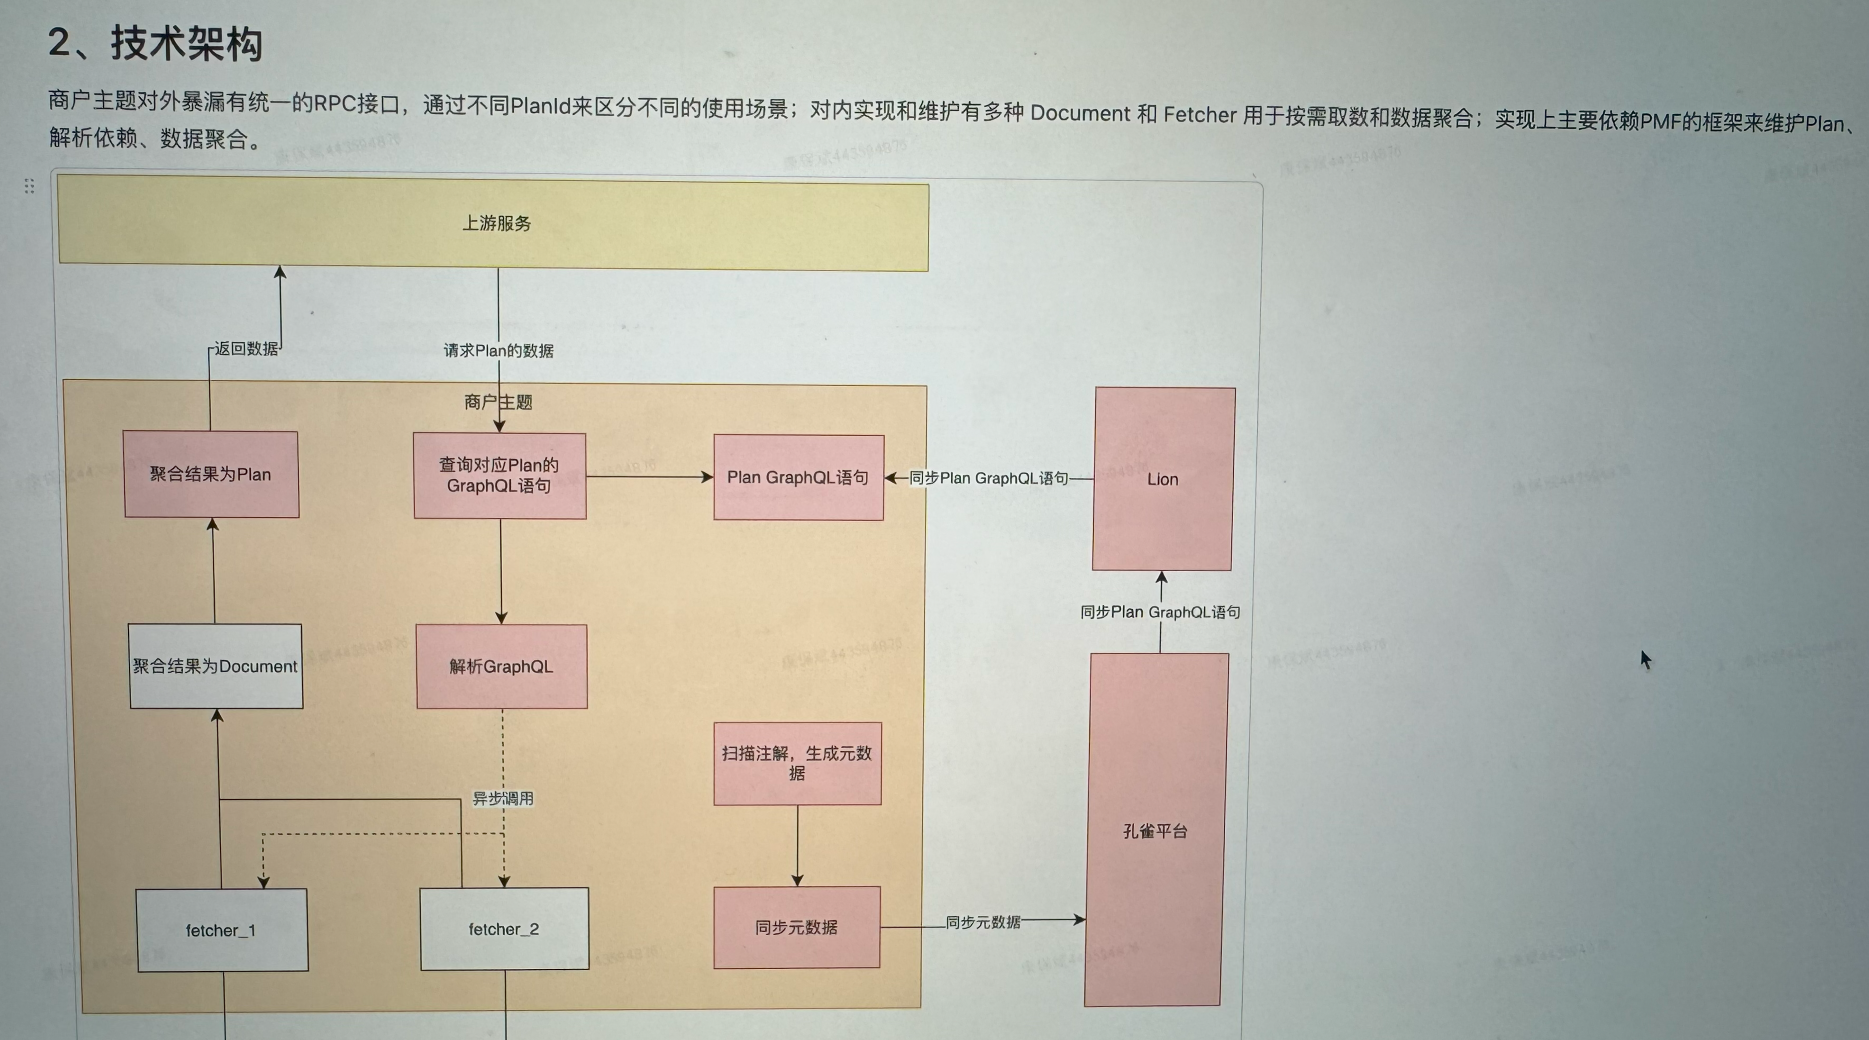 2、技术架构
商户主题对外暴漏有统一的RPC接口，通过不同PlanId来区分不同的使用场景；对内实现和维护有多种 Document 和 Fetcher 用于按需取数和数据聚合；实现上主要依赖PMF的框架来维护Plan、
解析依赖、数据聚合。
上游服务
返回数据
请求Plan的数据
商户主题
聚合结果为Plan
查询对应Plan的
GraphQL语句
Plan GraphQL语句
同步Plan GraphQL语句
Lion
同步Plan GraphQL语句
聚合结果为Document
解析GraphQL
扫描注解，生成元数
据
异步调用
孔雀平台
fetcher_1
fetcher_2
同步元数据
同步元数据